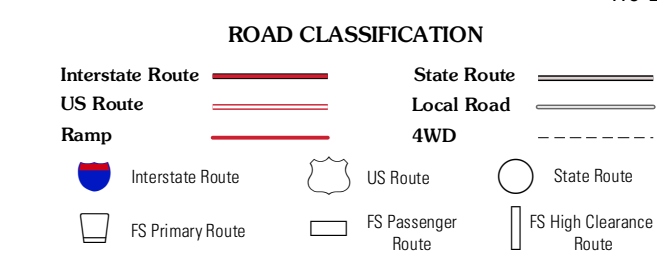 ROAD CLASSIFICATION
Interstate Route State Route
US Route Local Road
Ramp 4WD
Interstate Route US Route State Route
FS Primary Route
FS Passenger
Route
FS High Clearance
Route